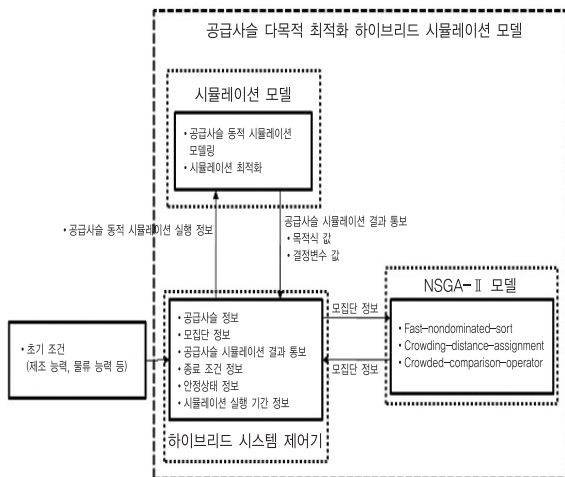 공급사슬 다목적 최적화 하이브리드 시뮬레이션 모델
시뮬레이션 모델
• 공급사슬 동적 시뮬레이션
모델링
• 시뮬레이션 최적화
• 공급사슬 동적 시뮬레이션 실행 정보
공급사슬 시뮬레이션 결과 통보
• 목적식 값
• 결정변수 값
NSGA-Ⅱ 모델
• Fast-nondominated-sort
• Crowding-distance-assignment
• Crowded-comparison-operator
모집단 정보
모집단 정보
• 초기 조건
(제조 능력, 물류 능력 등)
• 공급사슬 정보
• 모집단 정보
• 공급사슬 시뮬레이션 결과 통보
• 종료 조건 정보
• 안정상태 정보
• 시뮬레이션 실행 기간 정보
하이브리드 시스템 제어기